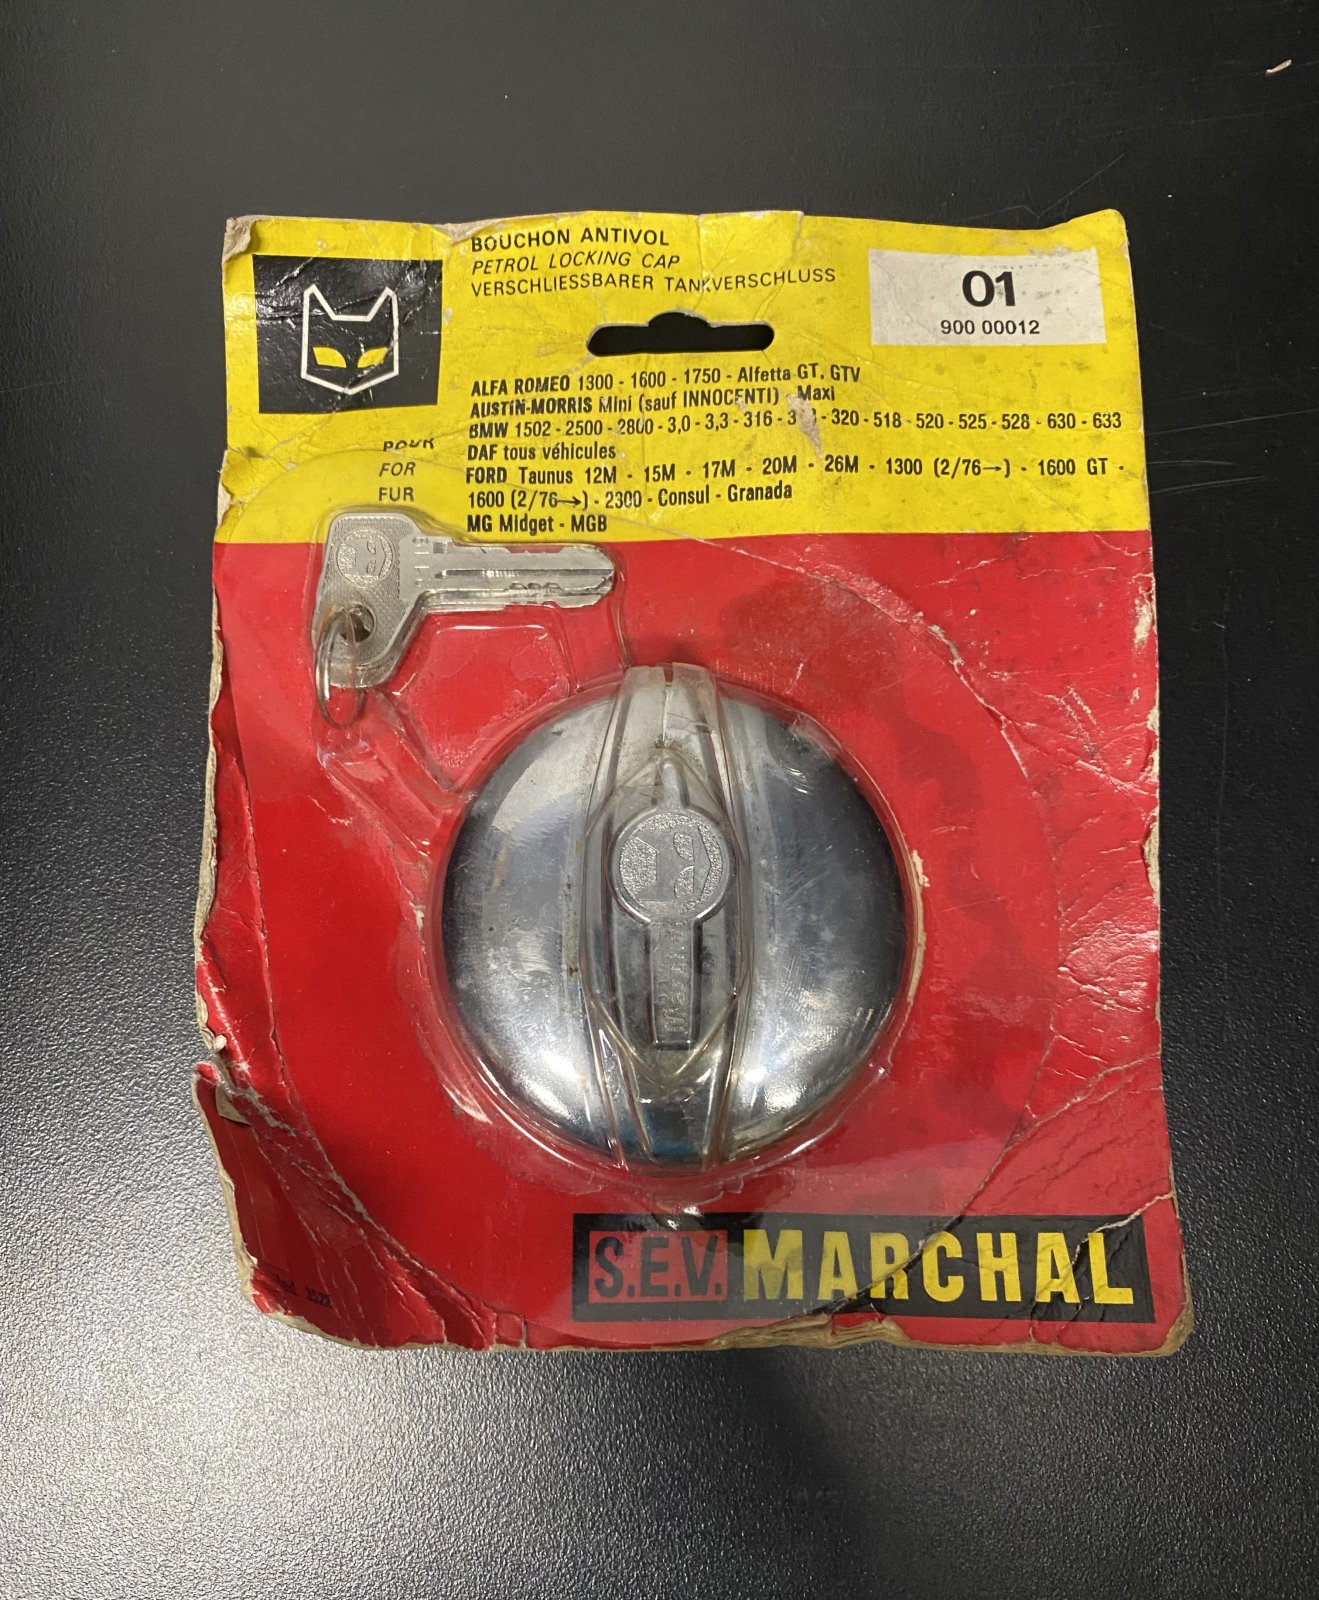 BOUCHON ANTIVOL
PETROL LOCKING CAP
VERSCHLIESSBARER TANKVERSCHLUSS
01
900 00012
POUR
FOR
FUR
ALFA ROMEO 1300 - 1600 - 1750 - Alfetta GT, GTV
AUSTIN-MORRIS Mini (sauf INNOCENTI) - Maxi
BMW 1502 - 2500 - 2800 - 3,0 - 3,3 - 316 - - 320 - 518 - 520 - 525 - 528 - 630 - 633
DAF tous véhicules
FORD Taunus 12M - 15M - 17M - 20M - 26M - 1300 (2/76→) - 1600 GT -
1600 (2/76→) - 2300 - Consul - Granada
MG Midget - MGB
Marchal
S.E.V. MARCHAL